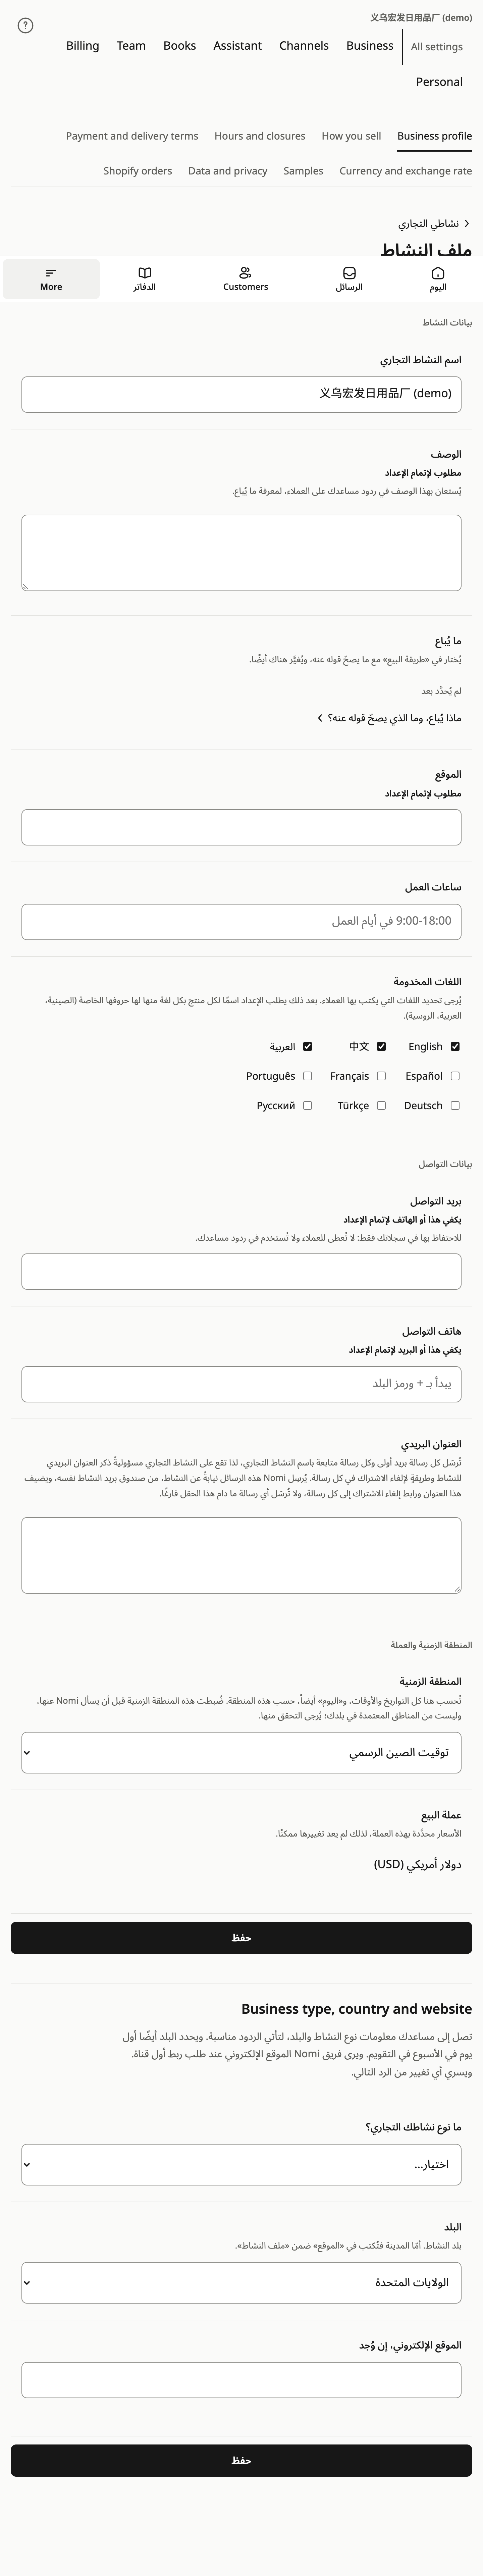 义乌宏发日用品厂 (demo)
All settings Business Channels Assistant Books Team Billing
Personal
Business profile How you sell Hours and closures Payment and delivery terms
Currency and exchange rate Samples Data and privacy Shopify orders
نشاطي التجاري
ملف النشاط
اليوم الرسائل Customers الدفاتر More
بيانات النشاط
اسم النشاط التجاري
义乌宏发日用品厂 (demo)
الوصف
مطلوب لإتمام الإعداد
يُستعان بهذا الوصف في ردود مساعدك على العملاء، لمعرفة ما يُباع.
ما يُباع
يُختار في «طريقة البيع» مع ما يصحّ قوله عنه، ويُغيَّر هناك أيضًا.
لم يُحدَّد بعد
ماذا يُباع، وما الذي يصحّ قوله عنه؟
الموقع
مطلوب لإتمام الإعداد
ساعات العمل
9:00-18:00 في أيام العمل
اللغات المخدومة
يُرجى تحديد اللغات التي يكتب بها العملاء. بعد ذلك يطلب الإعداد اسمًا لكل منتج بكل لغة منها لها حروفها الخاصة (الصينية،
العربية، الروسية).
English 中文 العربية
Español Français Português
Deutsch Türkçe Русский
بيانات التواصل
بريد التواصل
يكفي هذا أو الهاتف لإتمام الإعداد
للاحتفاظ بها في سجلاتك فقط: لا تُعطى للعملاء ولا تُستخدم في ردود مساعدك.
هاتف التواصل
يكفي هذا أو البريد لإتمام الإعداد
يبدأ بـ + ورمز البلد
العنوان البريدي
تُرسَل كل رسالة بريد أولى وكل رسالة متابعة باسم النشاط التجاري، لذا تقع على النشاط التجاري مسؤوليةُ ذكر العنوان البريدي
للنشاط وطريقةٍ لإلغاء الاشتراك في كل رسالة. يُرسِل Nomi هذه الرسائل نيابةً عن النشاط، من صندوق بريد النشاط نفسه، ويضيف
هذا العنوان ورابط إلغاء الاشتراك إلى كل رسالة، ولا تُرسَل أي رسالة ما دام هذا الحقل فارغًا.
المنطقة الزمنية والعملة
المنطقة الزمنية
تُحسب هنا كل التواريخ والأوقات، و«اليوم» أيضاً، حسب هذه المنطقة. ضُبطت هذه المنطقة الزمنية قبل أن يسأل Nomi عنها،
وليست من المناطق المعتمدة في بلدك؛ يُرجى التحقق منها.
توقيت الصين الرسمي
عملة البيع
الأسعار محدَّدة بهذه العملة، لذلك لم يعد تغييرها ممكنًا.
دولار أمريكي (USD)
حفظ
Business type, country and website
تصل إلى مساعدك معلومات نوع النشاط والبلد، لتأتي الردود مناسبة. ويحدد البلد أيضًا أول
يوم في الأسبوع في التقويم. ويرى فريق Nomi الموقع الإلكتروني عند طلب ربط أول قناة.
ويسري أي تغيير من الرد التالي.
ما نوع نشاطك التجاري؟
اختيار...
البلد
بلد النشاط. أمّا المدينة فتُكتب في «الموقع» ضمن «ملف النشاط».
الولايات المتحدة
الموقع الإلكتروني، إن وُجد
حفظ